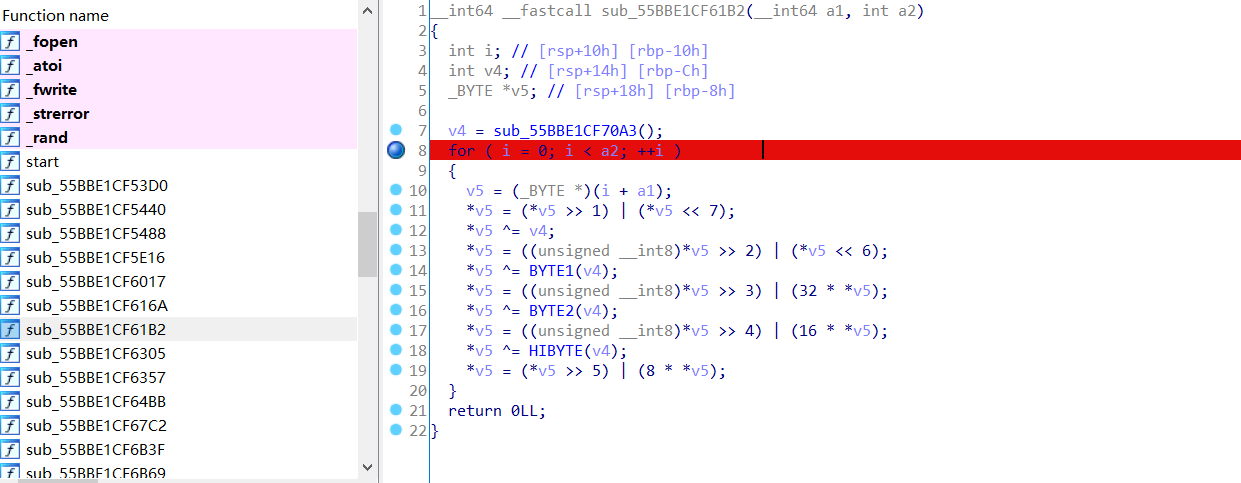 Function name
f _fopen
f _atoi
f _fwrite
f _strerror
f _rand
f start
f sub_55BBE1CF53D0
f sub_55BBE1CF5440
f sub_55BBE1CF5488
f sub_55BBE1CF5E16
f sub_55BBE1CF6017
f sub_55BBE1CF616A
f sub_55BBE1CF61B2
f sub_55BBE1CF6305
f sub_55BBE1CF6357
f sub_55BBE1CF64BB
f sub_55BBE1CF67C2
f sub_55BBE1CF6B3F
f sub_55BBE1CF6B69
1 __int64 __fastcall sub_55BBE1CF61B2(__int64 a1, int a2)
2 {
3 int i; // [rsp+10h] [rbp-10h]
4 int v4; // [rsp+14h] [rbp-Ch]
5 _BYTE *v5; // [rsp+18h] [rbp-8h]
6
7 v4 = sub_55BBE1CF70A3();
8 for ( i = 0; i < a2; ++i )
9 {
10 v5 = (_BYTE *)(i + a1);
11 *v5 = (*v5 >> 1) | (*v5 << 7);
12 *v5 ^= v4;
13 *v5 = ((unsigned __int8)*v5 >> 2) | (*v5 << 6);
14 *v5 ^= BYTE1(v4);
15 *v5 = ((unsigned __int8)*v5 >> 3) | (32 * *v5);
16 *v5 ^= BYTE2(v4);
17 *v5 = ((unsigned __int8)*v5 >> 4) | (16 * *v5);
18 *v5 ^= HIBYTE(v4);
19 *v5 = (*v5 >> 5) | (8 * *v5);
20 }
21 return 0LL;
22 }